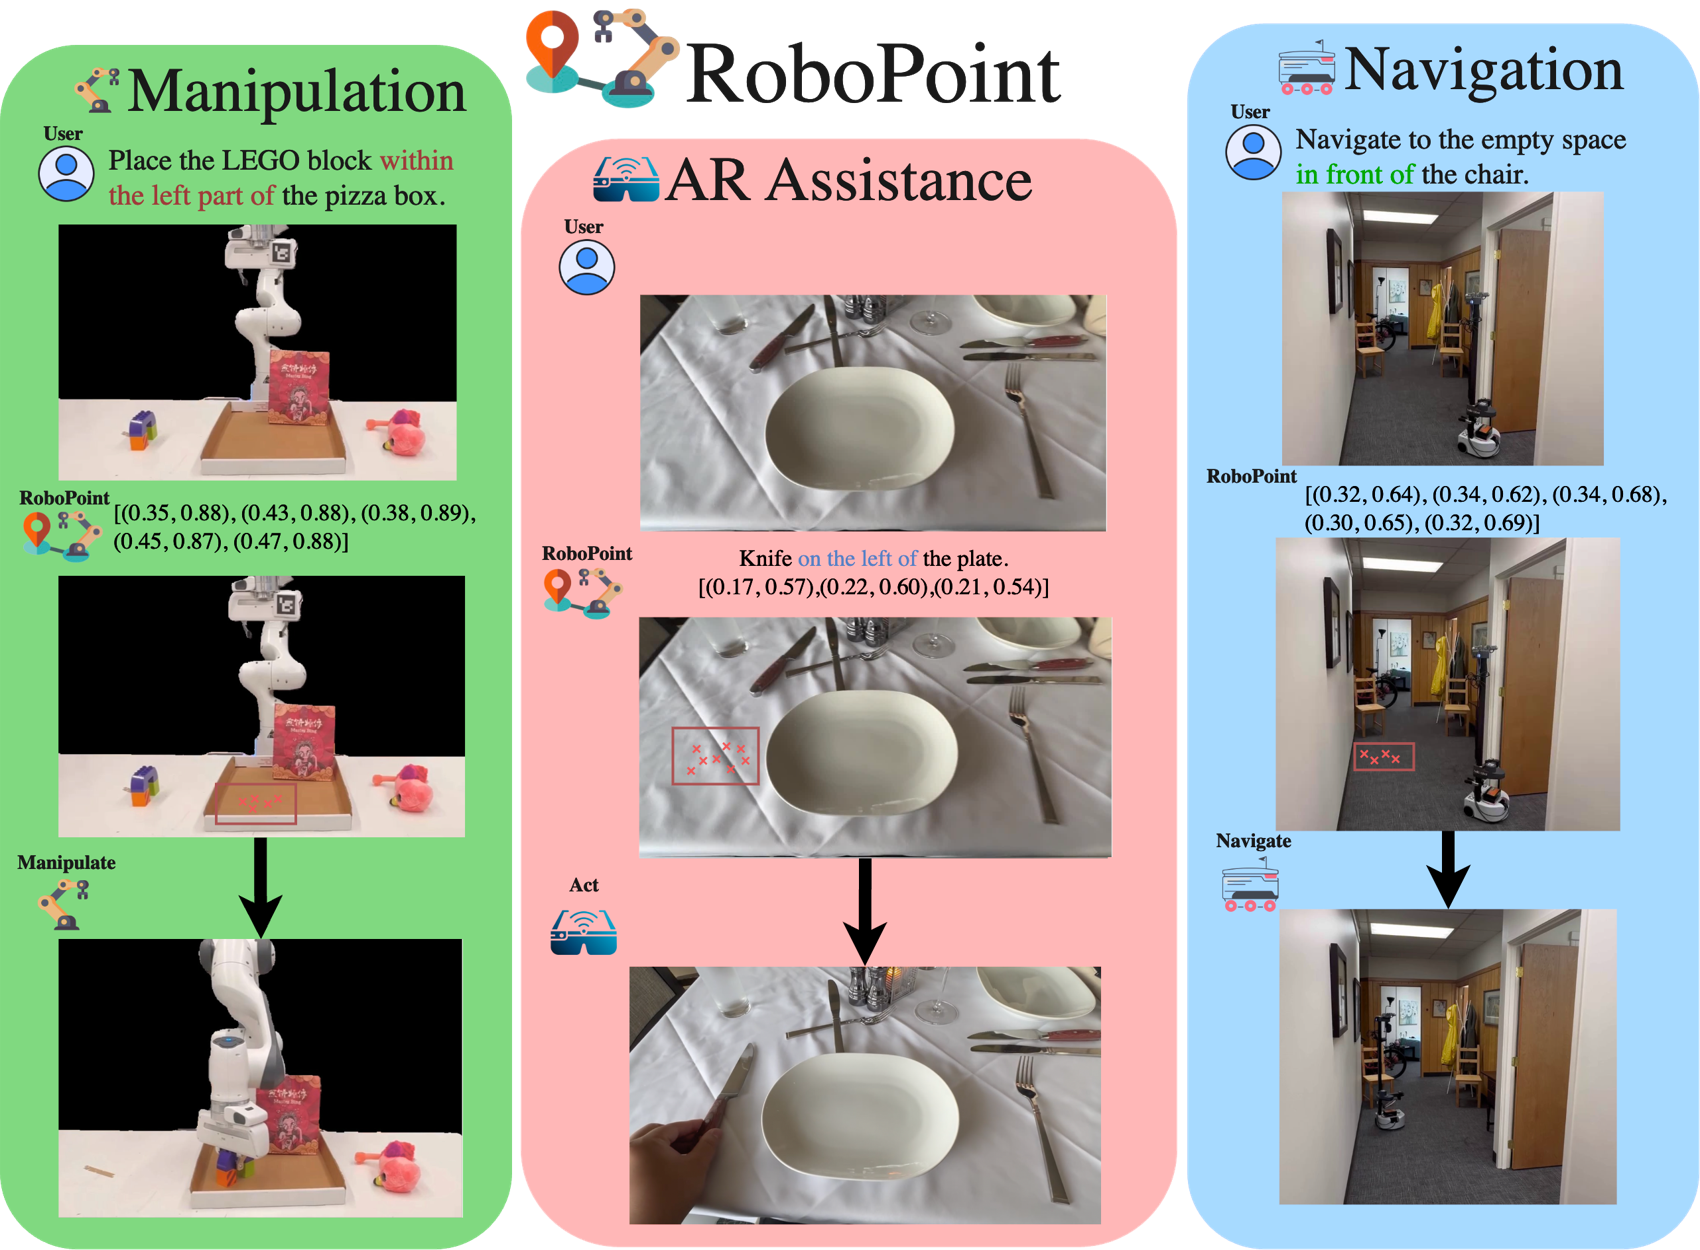 RoboPoint
Manipulation
User
Place the LEGO block within
the left part of the pizza box.
RoboPoint
[(0.35, 0.88), (0.43, 0.88), (0.38, 0.89),
(0.45, 0.87), (0.47, 0.88)]
Manipulate
AR Assistance
User
RoboPoint
Knife on the left of the plate.
[(0.17, 0.57),(0.22, 0.60),(0.21, 0.54)]
Act
Navigation
User
Navigate to the empty space
in front of the chair.
RoboPoint
[(0.32, 0.64), (0.34, 0.62), (0.34, 0.68),
(0.30, 0.65), (0.32, 0.69)]
Navigate